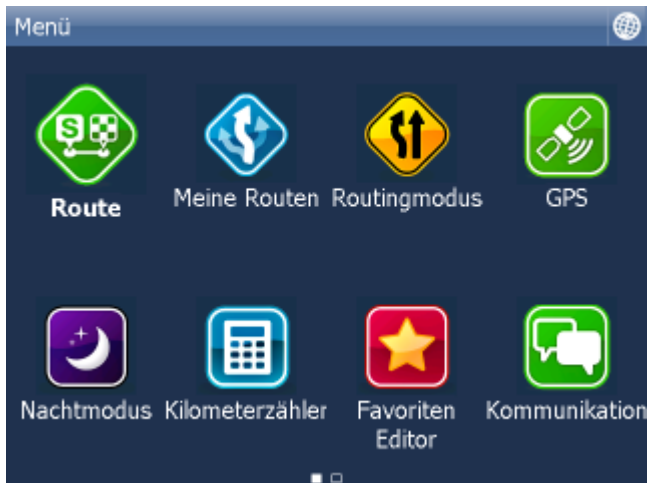 Menü
S
Route
Meine Routen
Routingmodus
GPS
Nachtmodus
Kilometerzähler
Favoriten
Editor
Kommunikation